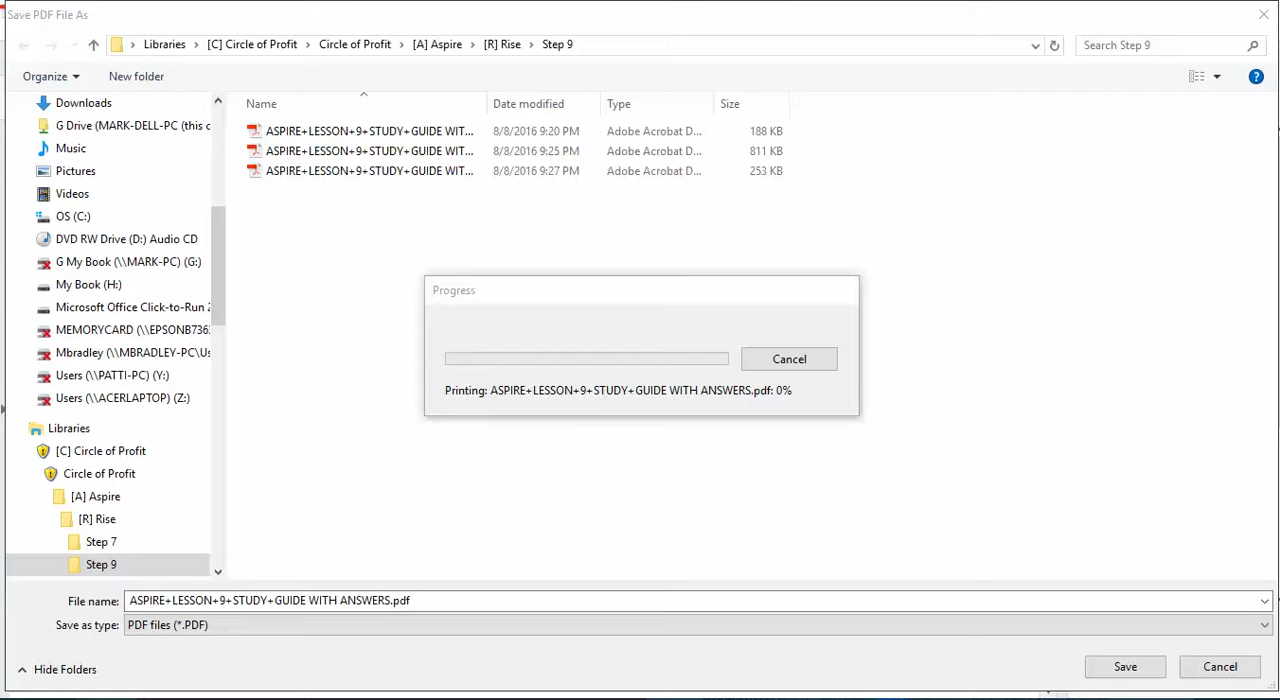 Save PDF File As
Libraries [C] Circle of Profit Circle of Profit [A] Aspire [R] Rise Step 9
Search Step 9
Organize
New folder
Name
Date modified
Type
Size
Downloads
G Drive (MARK-DELL-PC (this c
Music
Pictures
Videos
OS (C:)
DVD RW Drive (D:) Audio CD
G My Book (\\MARK-PC) (G:)
My Book (H:)
Microsoft Office Click-to-Run 2
MEMORYCARD (\\EPSONB736
Mbradley (\\MBRADLEY-PC\Us
Users (\\PATTI-PC) (Y:)
Users (\\ACERLAPTOP) (Z:)
Libraries
[C] Circle of Profit
Circle of Profit
[A] Aspire
[R] Rise
Step 7
Step 9
ASPIRE+LESSON+9+STUDY+GUIDE WIT... 8/8/2016 9:20 PM Adobe Acrobat D... 188 KB
ASPIRE+LESSON+9+STUDY+GUIDE WIT... 8/8/2016 9:25 PM Adobe Acrobat D... 811 KB
ASPIRE+LESSON+9+STUDY+GUIDE WIT... 8/8/2016 9:27 PM Adobe Acrobat D... 253 KB
Progress
Cancel
Printing: ASPIRE+LESSON+9+STUDY+GUIDE WITH ANSWERS.pdf: 0%
File name: ASPIRE+LESSON+9+STUDY+GUIDE WITH ANSWERS.pdf
Save as type: PDF files (*.PDF)
Hide Folders
Save
Cancel